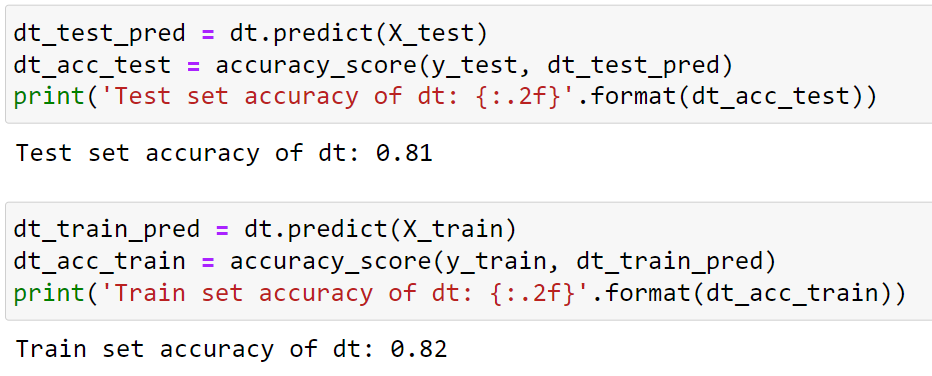 dt_test_pred = dt.predict(X_test)
dt_acc_test = accuracy_score(y_test, dt_test_pred)
print('Test set accuracy of dt: {:.2f}'.format(dt_acc_test))
Test set accuracy of dt: 0.81
dt_train_pred = dt.predict(X_train)
dt_acc_train = accuracy_score(y_train, dt_train_pred)
print('Train set accuracy of dt: {:.2f}'.format(dt_acc_train))
Train set accuracy of dt: 0.82